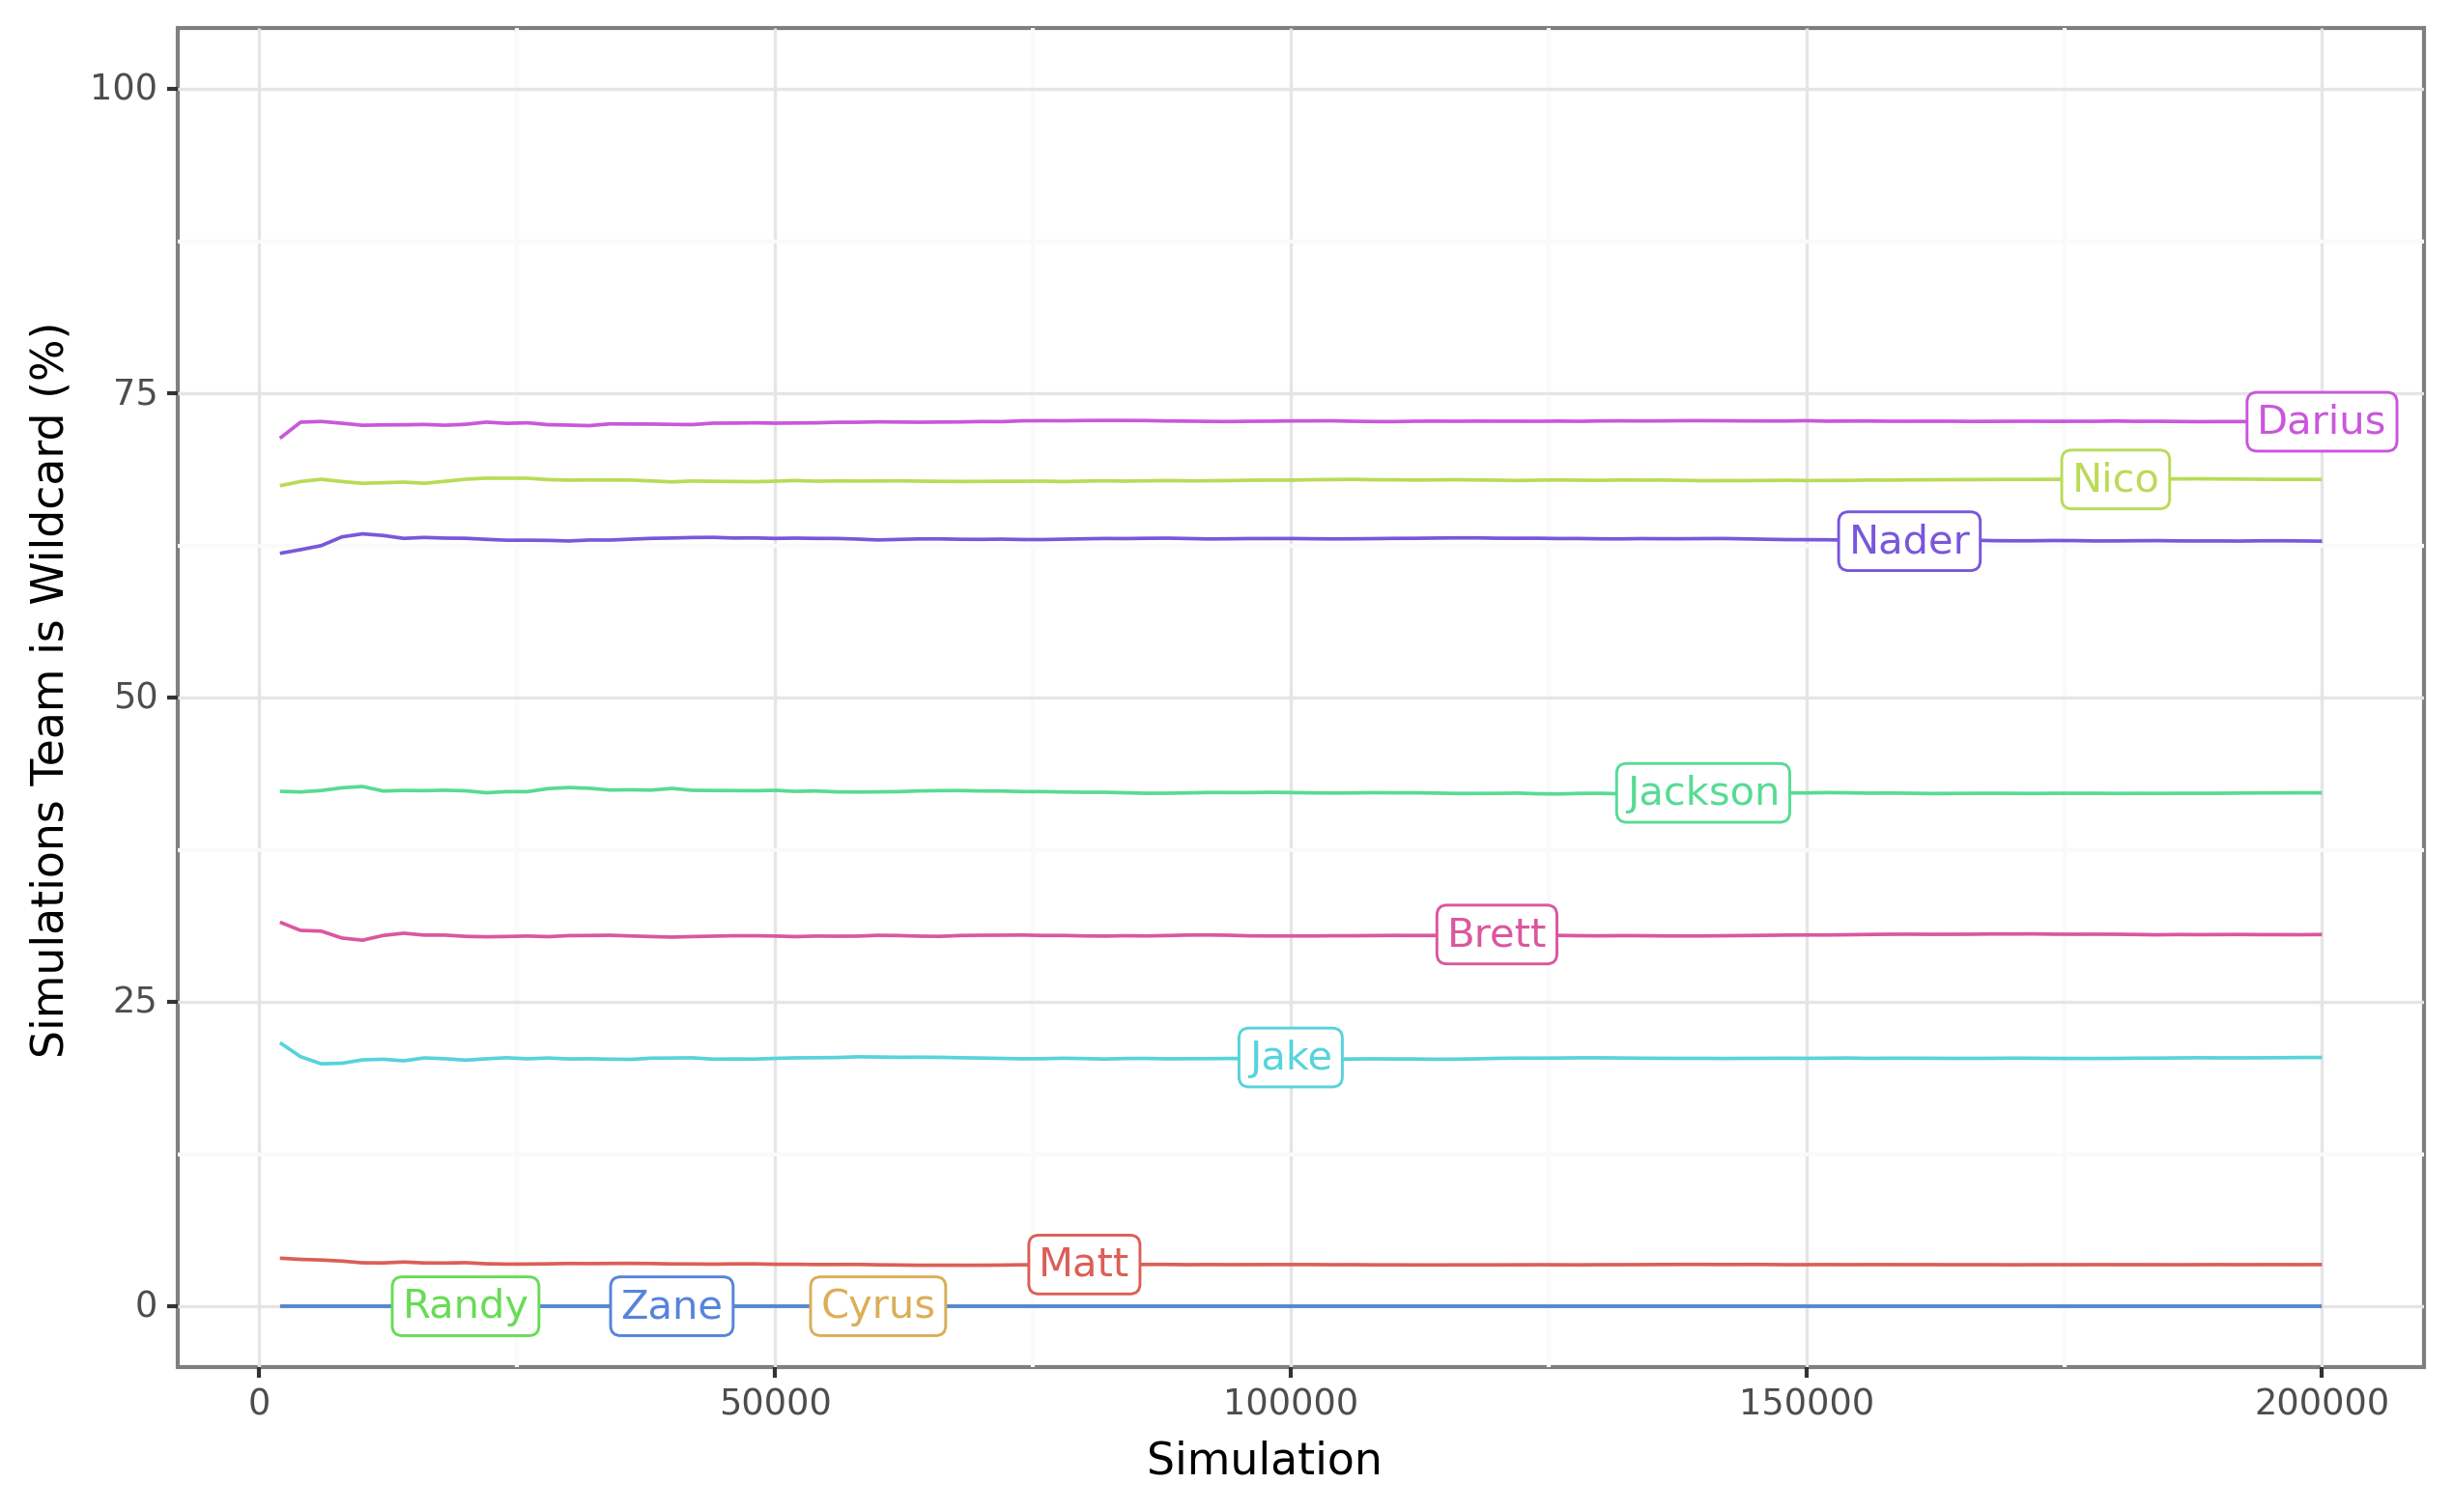 Simulations Team is Wildcard (%)
100
75
50
25
0
Darius
Nico
Nader
Jackson
Brett
Jake
Matt
Randy
Zane
Cyrus
0
50000
100000
150000
200000
Simulation